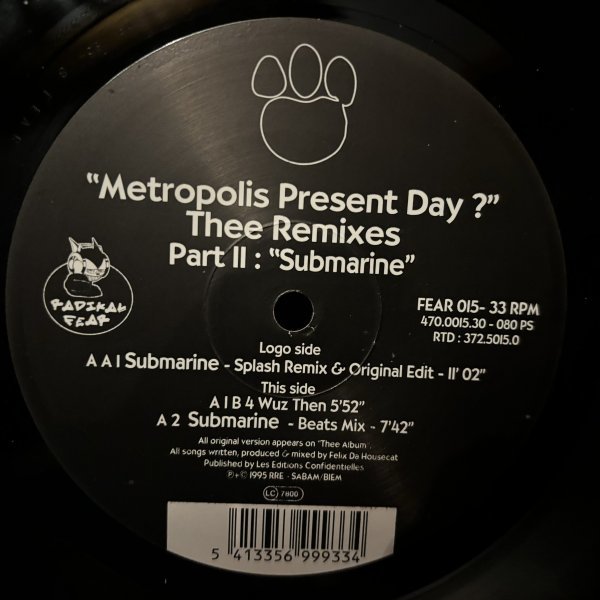 "Metropolis Present Day ?"
Thee Remixes
Part II : "Submarine"
RADIKAL
FEAR
FEAR 015- 33 RPM
470.0015.30 - 080 PS
RTD : 372.5015.0
Logo side
A A I Submarine - Splash Remix & Original Edit - II' 02"
This side
A I B 4 Wuz Then 5'52"
A 2 Submarine - Beats Mix - 7'42"
All original version appears on "Thee Album".
All songs written, produced & mixed by Felix Da Housecat
Published by Les Editions Confidentielles
℗+© 1995 RRE - SABAM/BIEM
LC 7800
5 413356 999334